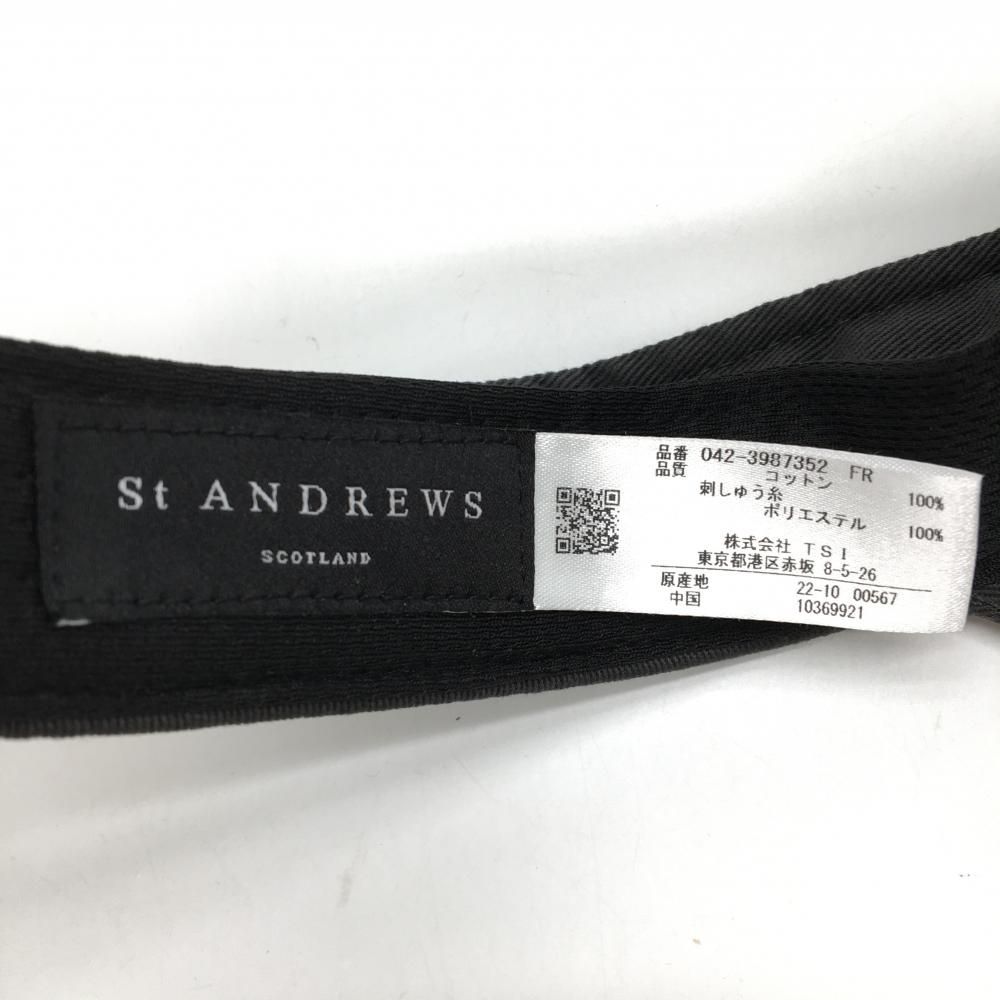 St ANDREWS
SCOTLAND
品番 042-3987352 FR
品質 コットン 100%
刺しゅう糸
ポリエステル 100%
株式会社 TSI
東京都港区赤坂 8-5-26
原産地 22-10 00567
中国 10369921